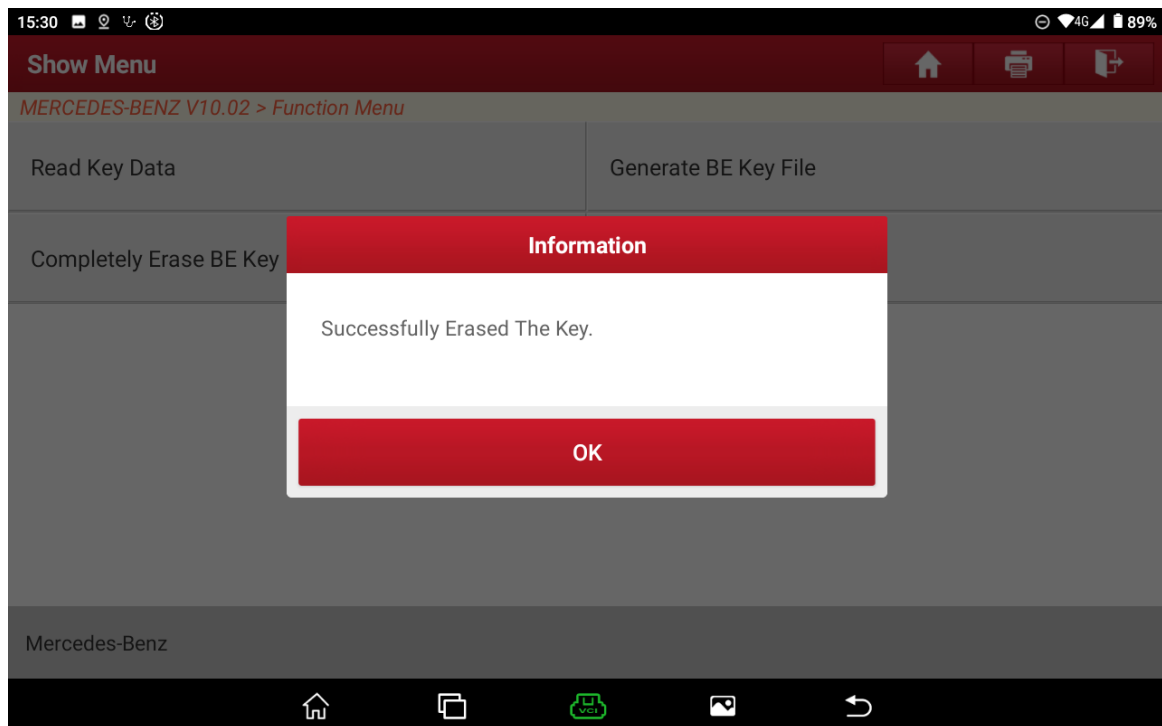 15:30
4G 89%
Show Menu
MERCEDES-BENZ V10.02 > Function Menu
Read Key Data
Generate BE Key File
Completely Erase BE Key
Information
Successfully Erased The Key.
OK
Mercedes-Benz
VCI